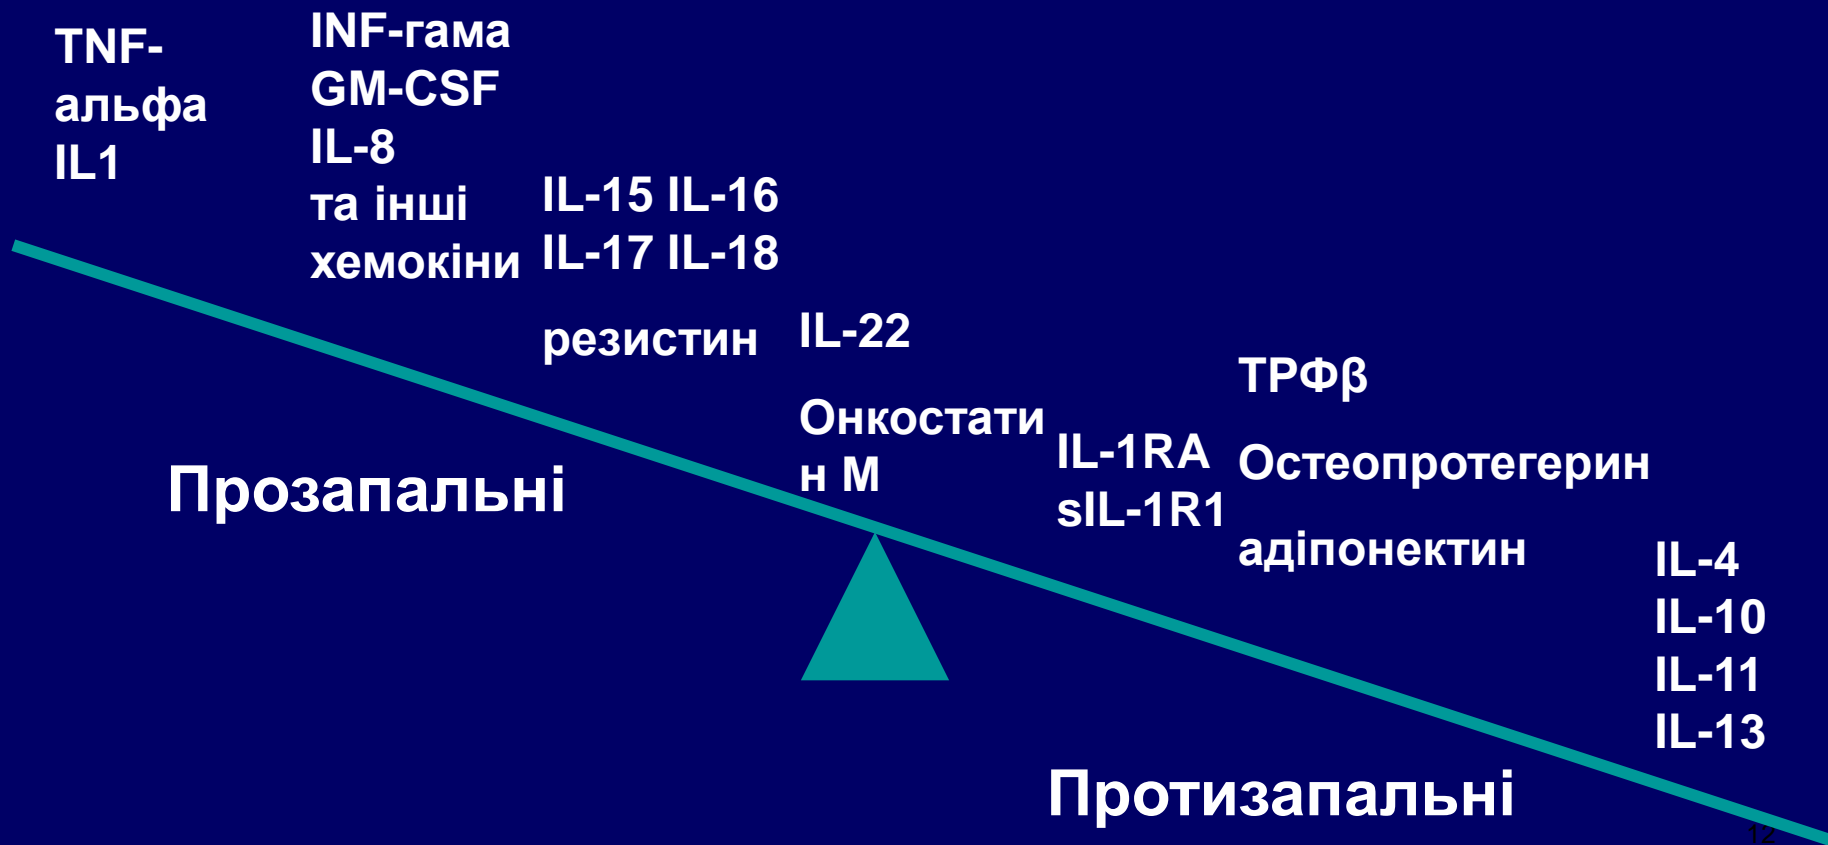 TNF-
альфа
IL1
INF-гама
GM-CSF
IL-8
та інші
хемокіни
IL-15 IL-16
IL-17 IL-18
резистин
IL-22
Онкостати
н М
IL-1RA
sIL-1R1
ТРФβ
Остеопротегерин
адіпонектин
IL-4
IL-10
IL-11
IL-13
Прозапальні
Протизапальні
12